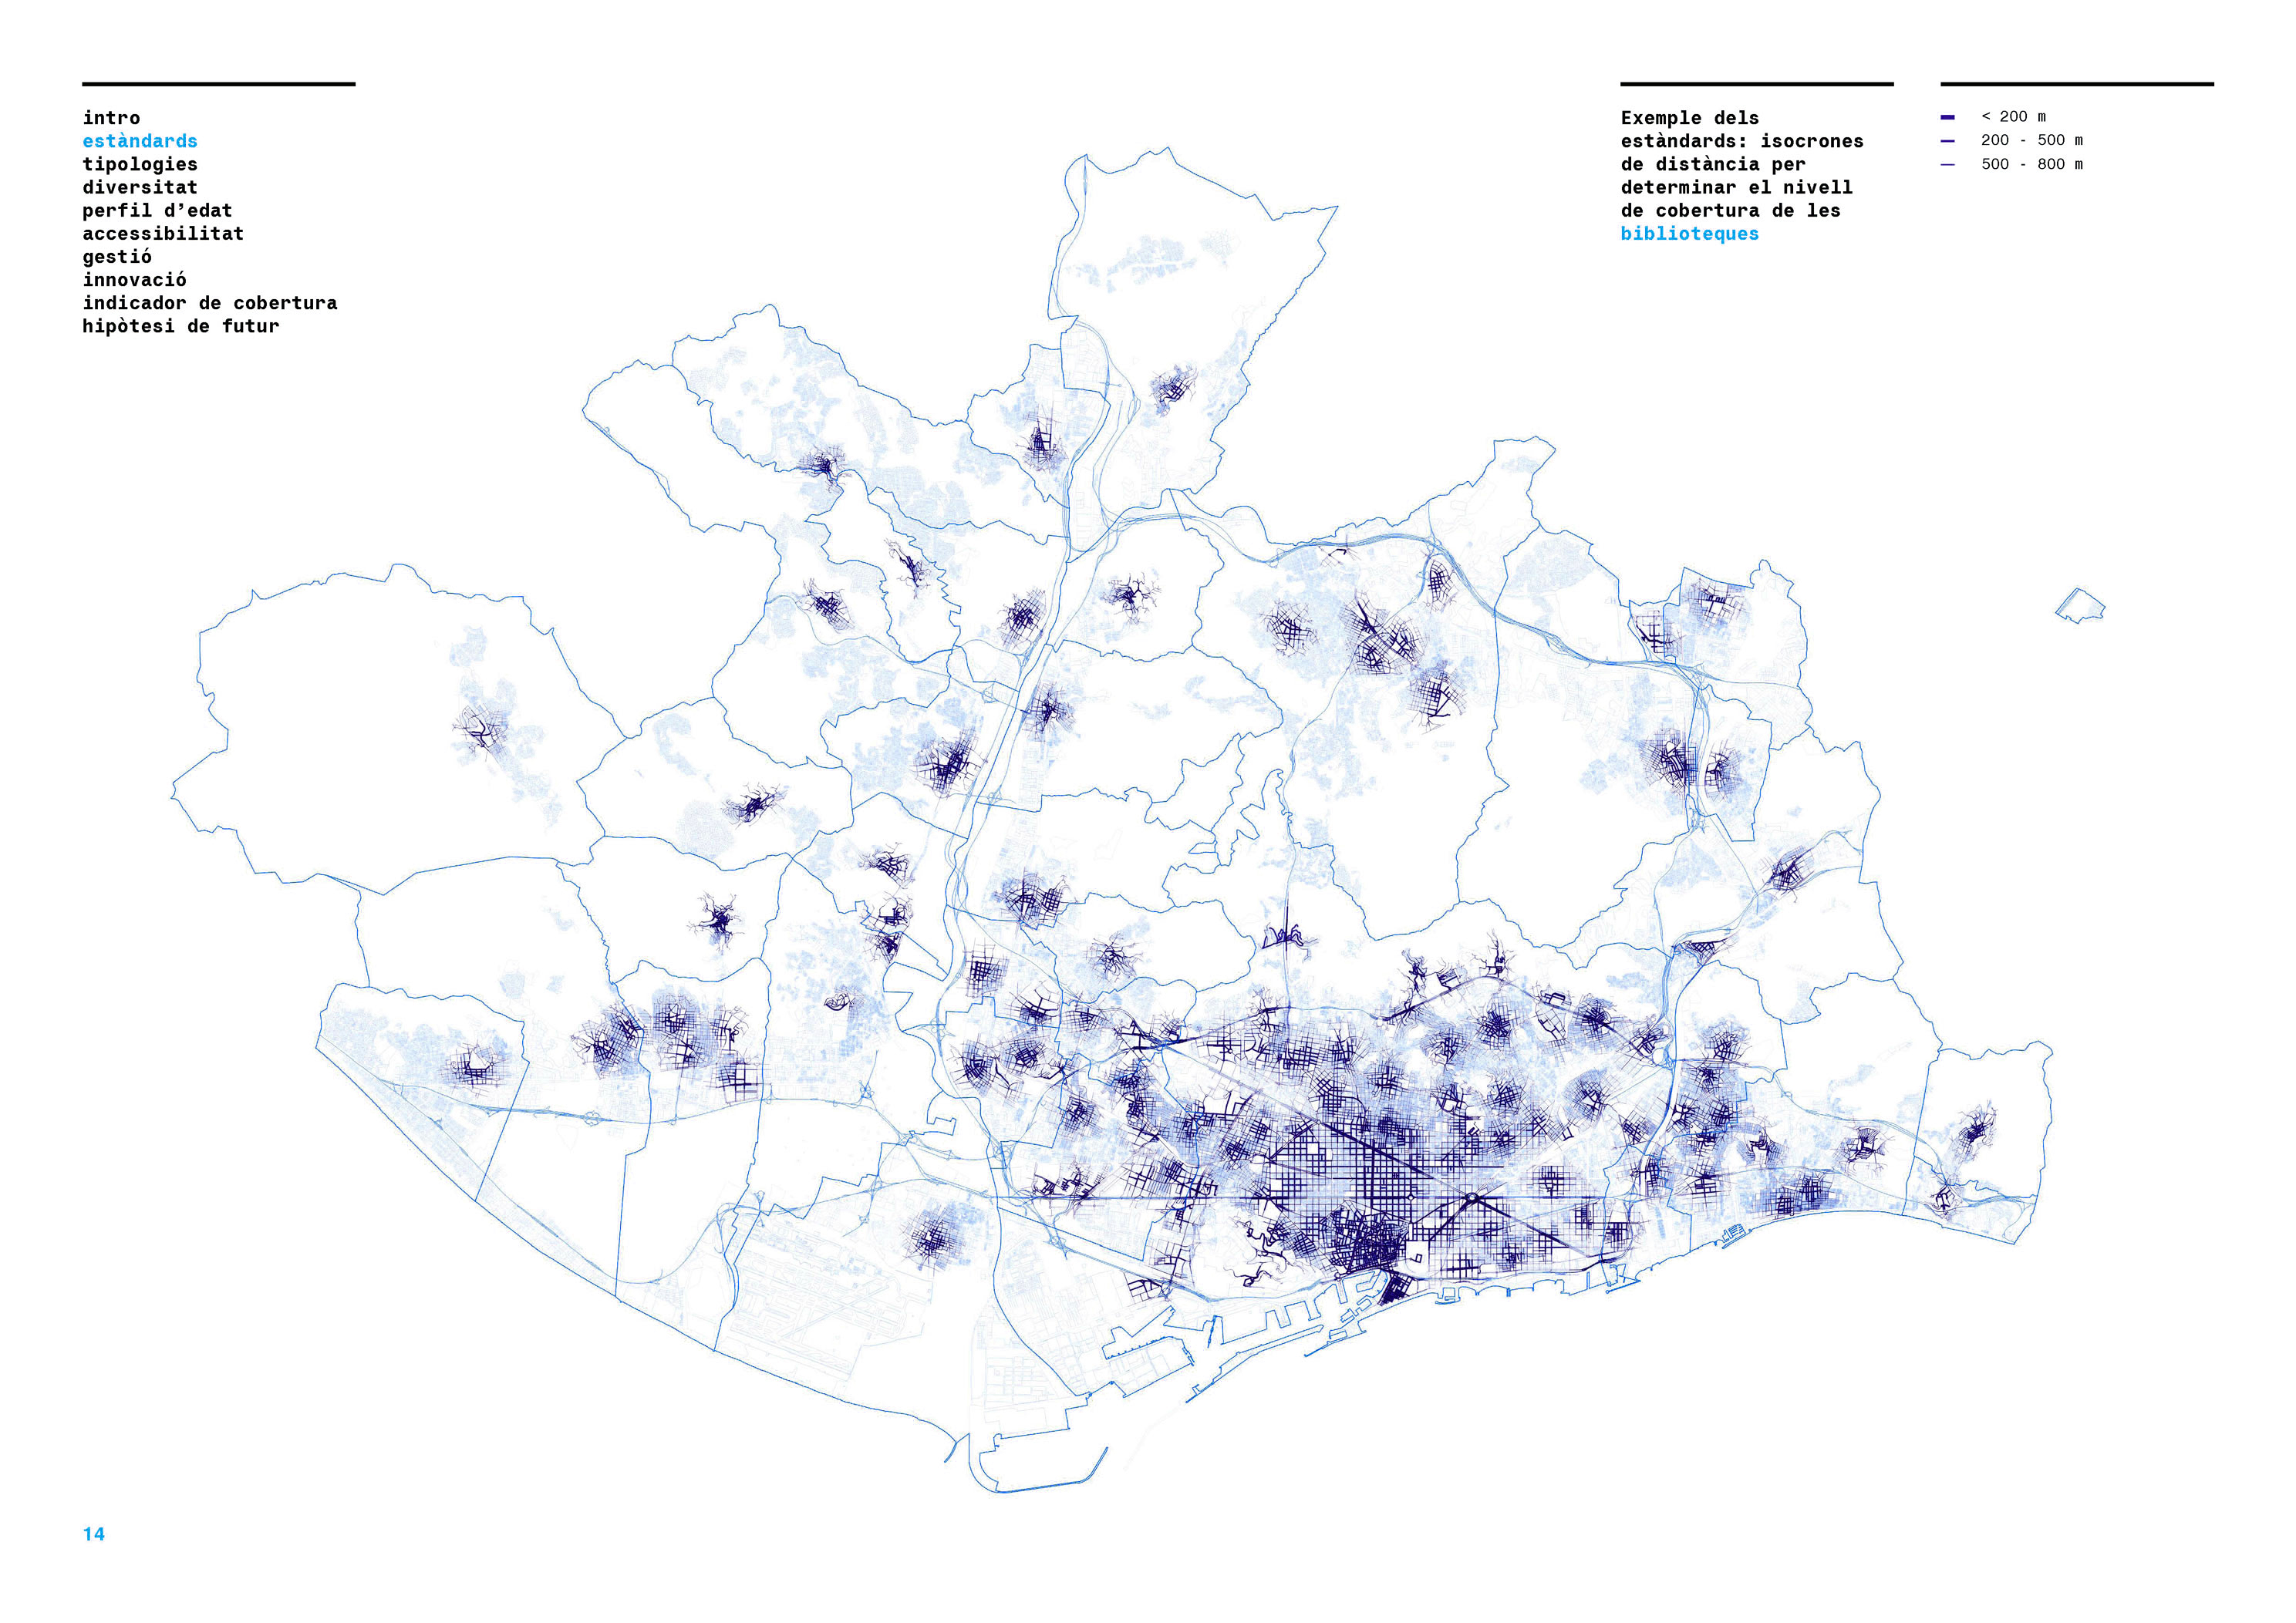 intro
estàndards
tipologies
diversitat
perfil d’edat
accessibilitat
gestió
innovació
indicador de cobertura
hipòtesi de futur
Exemple dels
estàndards: isocrones
de distància per
determinar el nivell
de cobertura de les
biblioteques
< 200 m
200 - 500 m
500 - 800 m
14